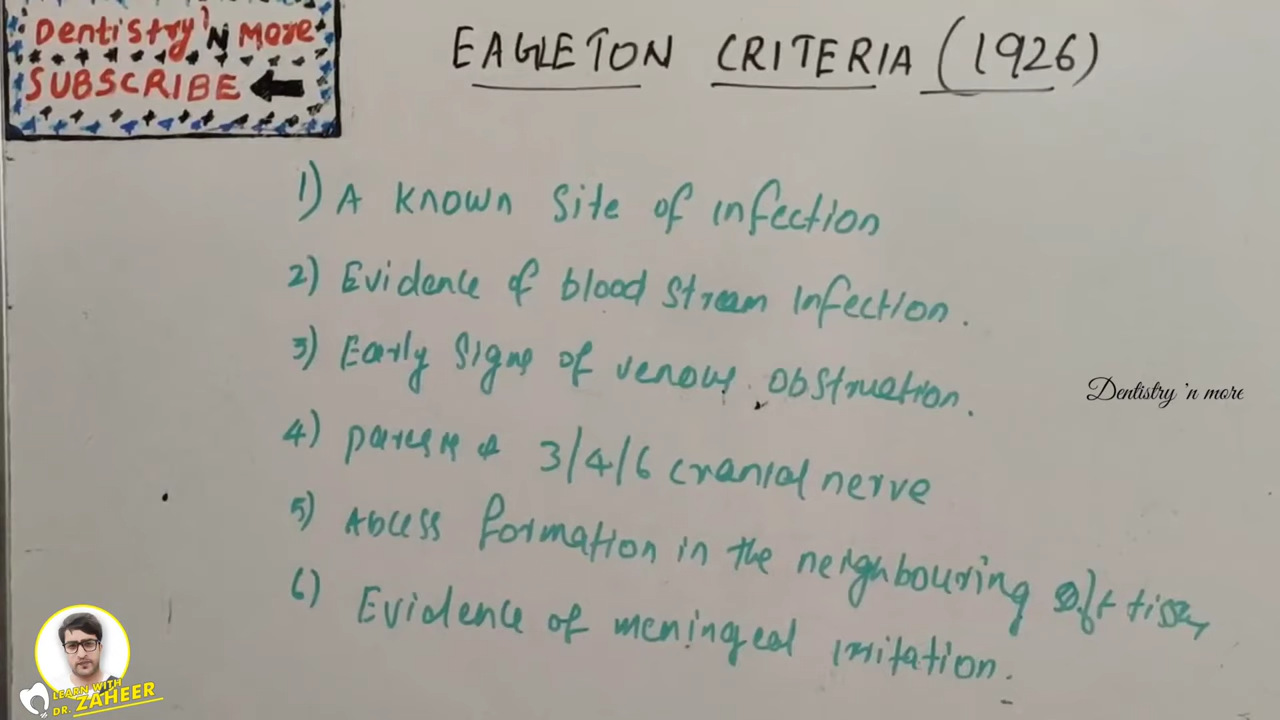 Dentistry 'N More
SUBSCRIBE
EAGLETON CRITERIA (1926)
1) A Known Site of infection
2) Evidence of blood stream infection.
3) Early Signs of venous obstruction.
4) 3/4/6 cranial nerve
5) Abcess formation in the neighbouring soft tissue
6) Evidence of meningeal irritation.
Dentistry 'n more
LEARN WITH
DR. ZAHEER